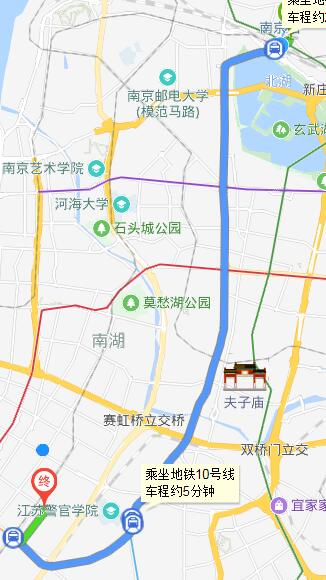 乘坐地
车程约
南京
北湖
新庄
南京邮电大学
(模范马路)
玄武湖
南京艺术学院
河海大学
石头城公园
莫愁湖公园
南湖
夫子庙
赛虹桥立交桥
双桥门立交
乘坐地铁10号线
车程约5分钟
终
江苏警官学院
宜家家